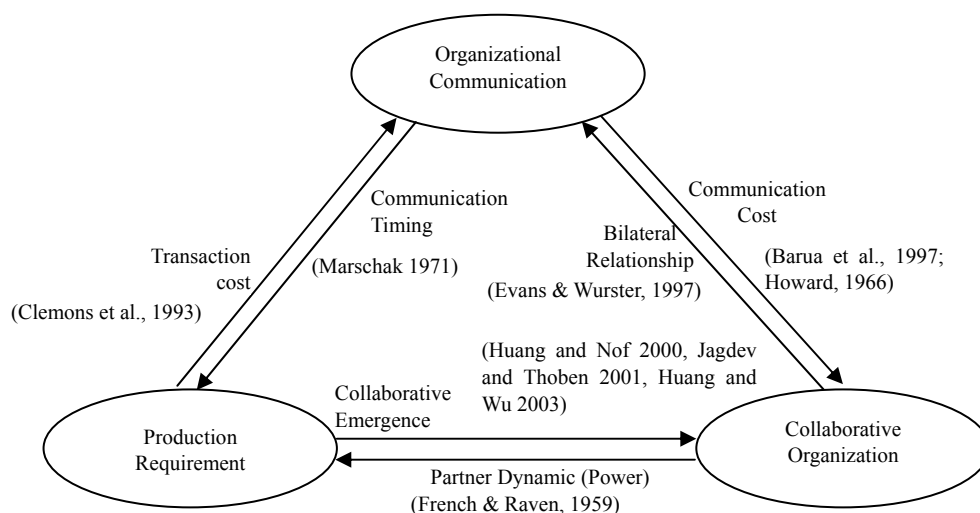 Organizational
Communication
Communication
Timing
(Marschak 1971)
Transaction
cost
(Clemons et al., 1993)
Communication
Cost
(Barua et al., 1997;
Howard, 1966)
Bilateral
Relationship
(Evans & Wurster, 1997)
(Huang and Nof 2000, Jagdev
and Thoben 2001, Huang and
Wu 2003)
Collaborative
Emergence
Production
Requirement
Collaborative
Organization
Partner Dynamic (Power)
(French & Raven, 1959)